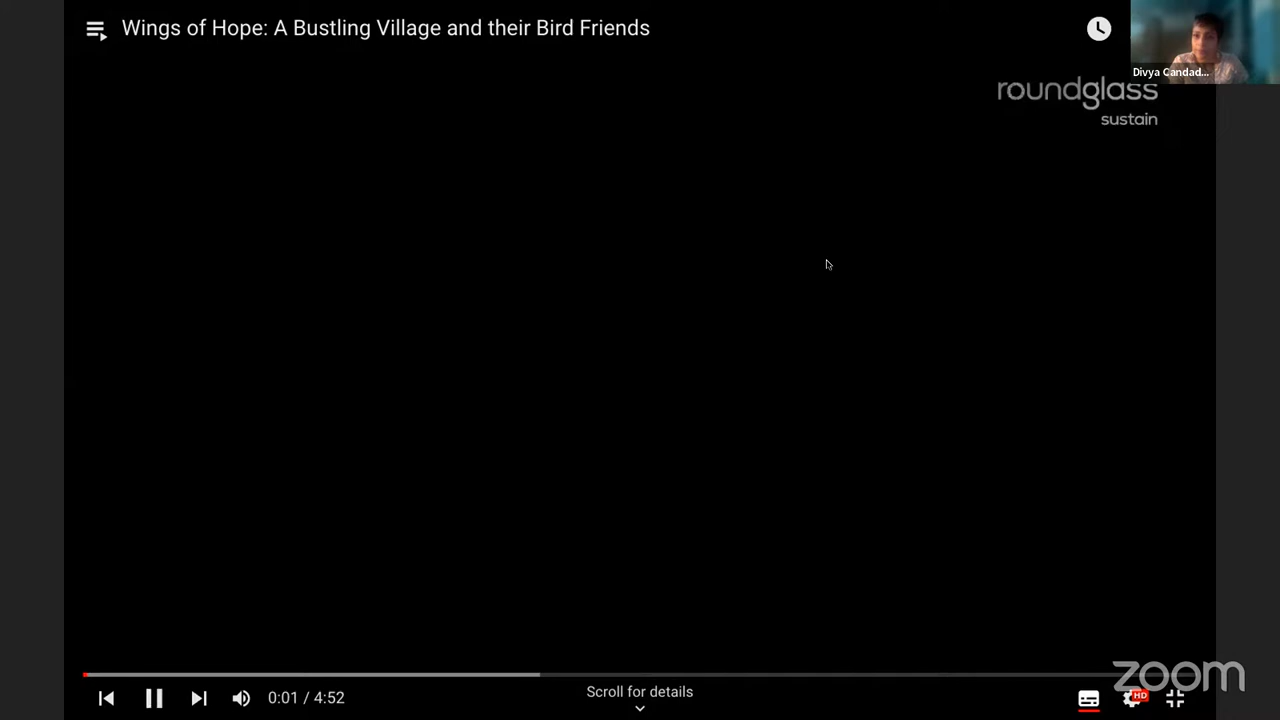 Wings of Hope: A Bustling Village and their Bird Friends
Divya Candad...
roundglass
sustain
0:01 / 4:52
Scroll for details
HD
zoom